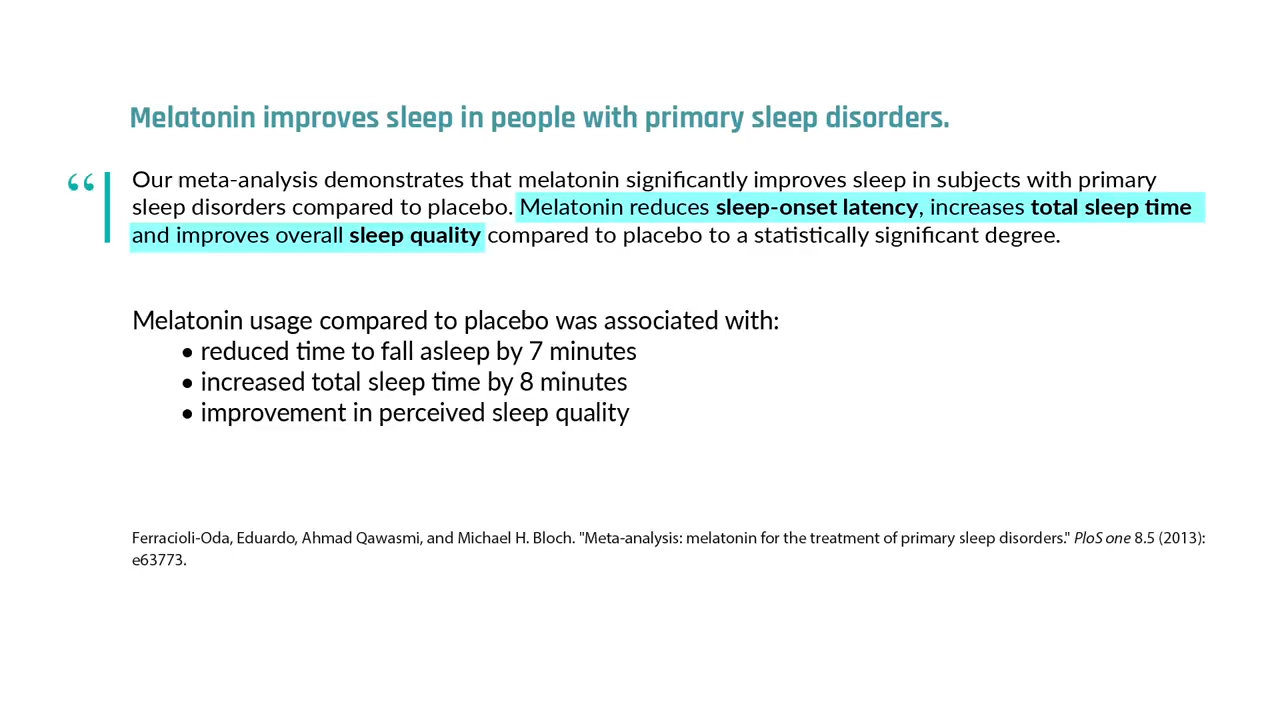 Melatonin improves sleep in people with primary sleep disorders.
“
Our meta-analysis demonstrates that melatonin significantly improves sleep in subjects with primary
sleep disorders compared to placebo. Melatonin reduces sleep-onset latency, increases total sleep time
and improves overall sleep quality compared to placebo to a statistically significant degree.
Melatonin usage compared to placebo was associated with:
• reduced time to fall asleep by 7 minutes
• increased total sleep time by 8 minutes
• improvement in perceived sleep quality
Ferracioli-Oda, Eduardo, Ahmad Qawasmi, and Michael H. Bloch. "Meta-analysis: melatonin for the treatment of primary sleep disorders." PloS one 8.5 (2013):
e63773.